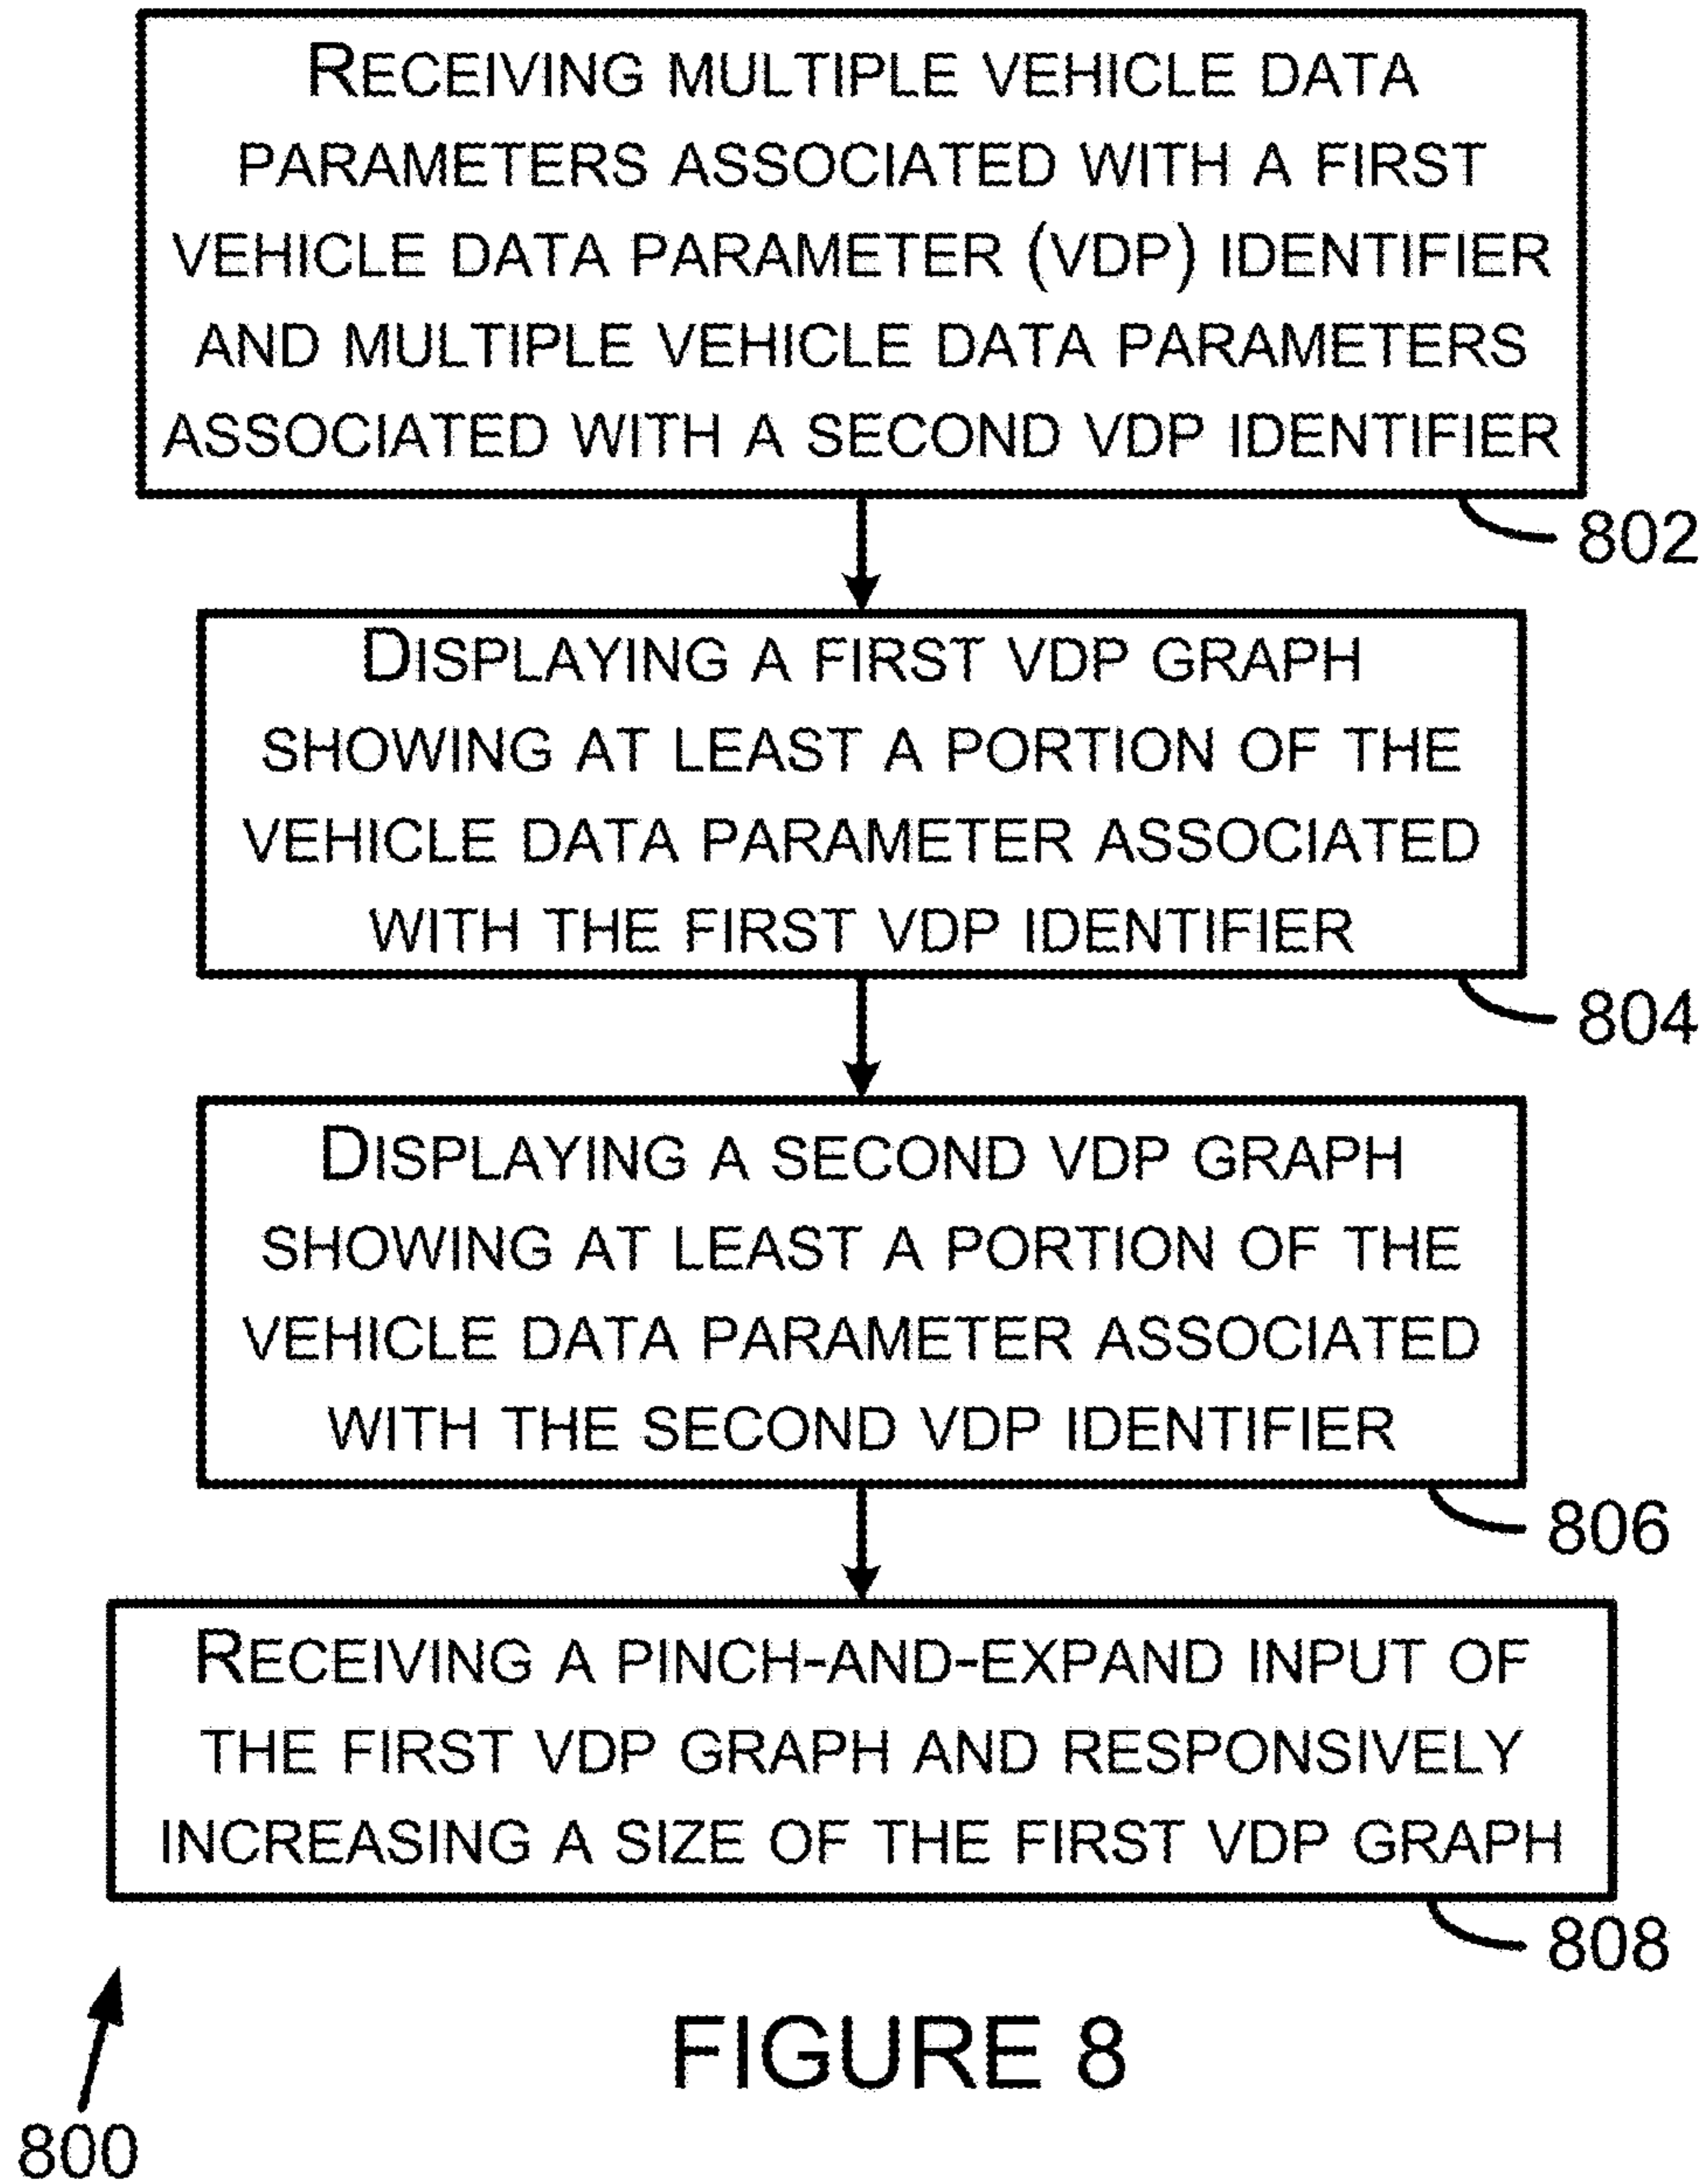 RECEIVING MULTIPLE VEHICLE DATA
PARAMETERS ASSOCIATED WITH A FIRST
VEHICLE DATA PARAMETER (VDP) IDENTIFIER
AND MULTIPLE VEHICLE DATA PARAMETERS
ASSOCIATED WITH A SECOND VDP IDENTIFIER
802
DISPLAYING A FIRST VDP GRAPH
SHOWING AT LEAST A PORTION OF THE
VEHICLE DATA PARAMETER ASSOCIATED
WITH THE FIRST VDP IDENTIFIER
804
DISPLAYING A SECOND VDP GRAPH
SHOWING AT LEAST A PORTION OF THE
VEHICLE DATA PARAMETER ASSOCIATED
WITH THE SECOND VDP IDENTIFIER
806
RECEIVING A PINCH-AND-EXPAND INPUT OF
THE FIRST VDP GRAPH AND RESPONSIVELY
INCREASING A SIZE OF THE FIRST VDP GRAPH
808
FIGURE 8
800